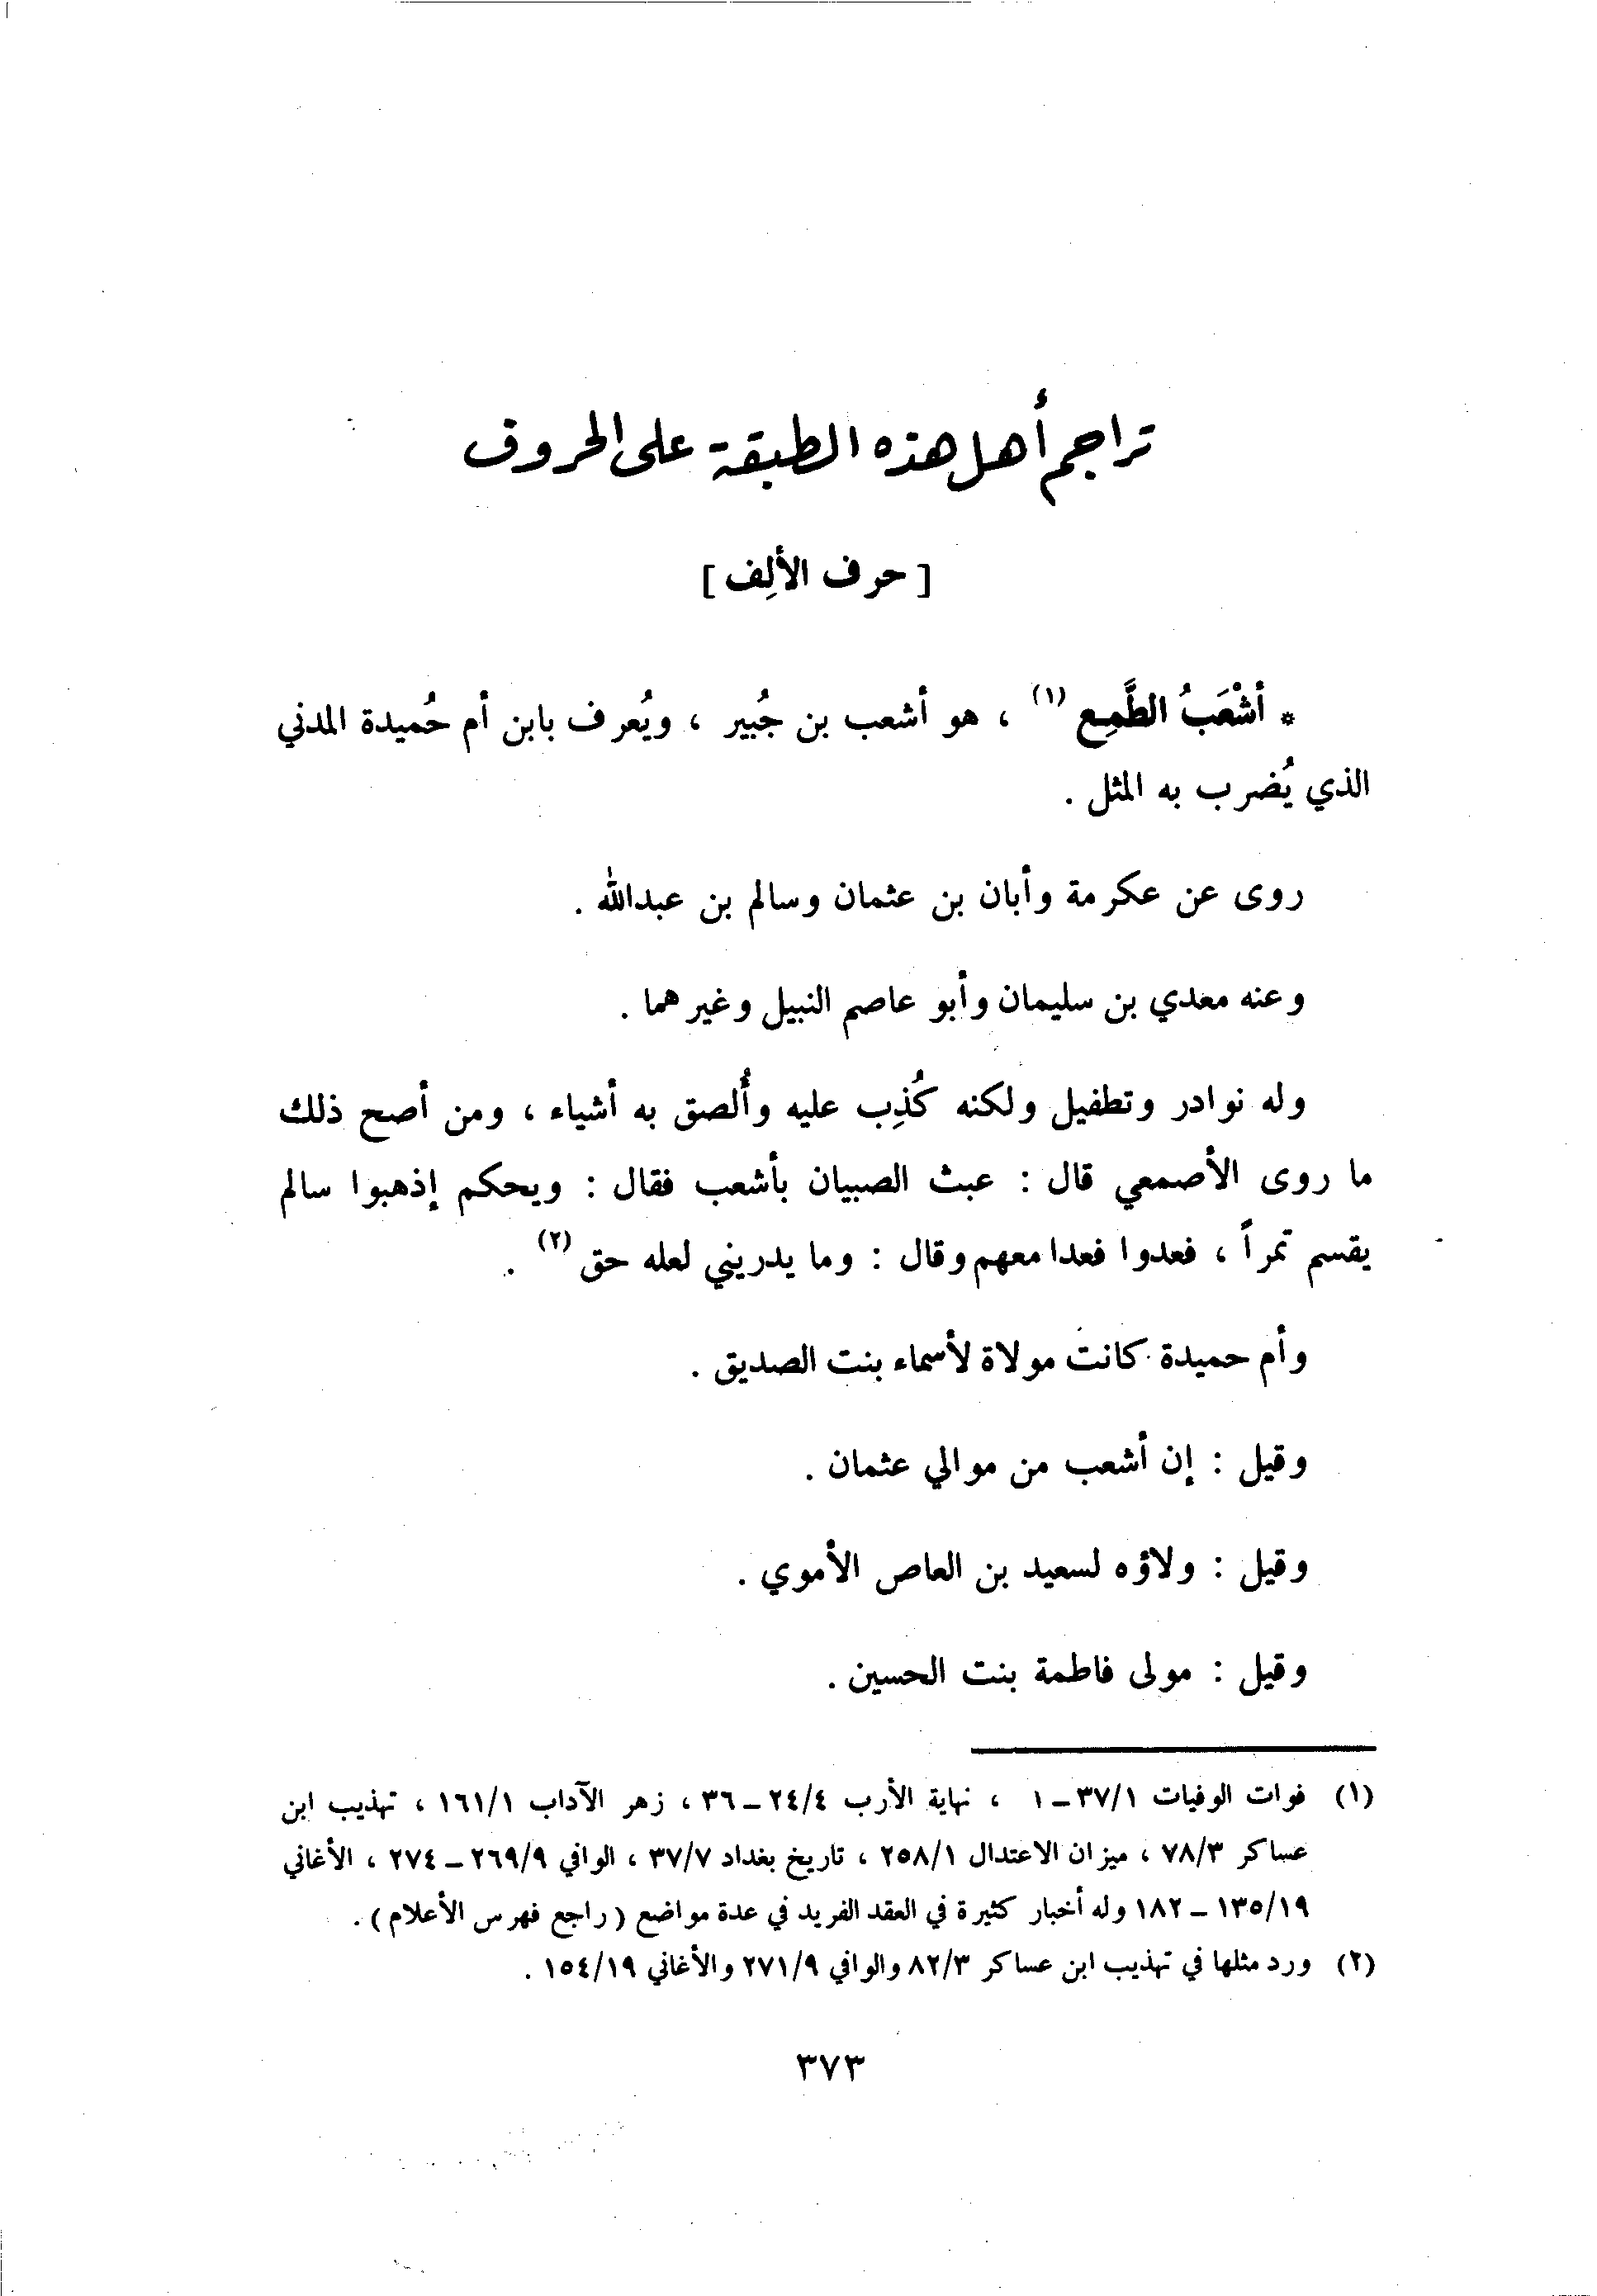 تراجم أهل هذه الطبقة على الحروف
[ حرف الألِف ]
* أشْعَبُ الطَّمِع (١) ، هو أشعب بن جُبير ، ويُعرف بابن أم حُميدة المدني
الذي يُضرب به المثل .
روى عن عكرمة وأبان بن عثمان وسالم بن عبدالله .
وعنه معدي بن سليمان وأبو عاصم النبيل وغيرهما .
وله نوادر وتطفيل ولكنه كُذِب عليه وأُلصق به أشياء ، ومن أصح ذلك
ما روى الأصمعي قال : عبث الصبيان بأشعب فقال : ويحكم إذهبوا سالم
يقسم تمراً ، فعدوا فعدا معهم وقال : وما يدريني لعله حق (٢) .
وأم حميدة كانت مولاة لأسماء بنت الصديق .
وقيل : إن أشعب من موالي عثمان .
وقيل : ولاؤه لسعيد بن العاص الأموي .
وقيل : مولى فاطمة بنت الحسين .
(١) فوات الوفيات ٣٧/١ ــ ١ ، نهاية الأرب ٢٤/٤ ــ ٣٦ ، زهر الآداب ١٦١/١ ، تهذيب ابن
عساكر ٧٨/٣ ، ميزان الاعتدال ٢٥٨/١ ، تاريخ بغداد ٣٧/٧ ، الوافي ٢٦٩/٩ ــ ٢٧٤ ، الأغاني
١٣٥/١٩ ــ ١٨٢ وله أخبار كثيرة في العقد الفريد في عدة مواضع (راجع فهرس الأعلام) .
(٢) ورد مثلها في تهذيب ابن عساكر ٨٢/٣ والوافي ٢٧١/٩ والأغاني ١٥٤/١٩ .
٣٧٣